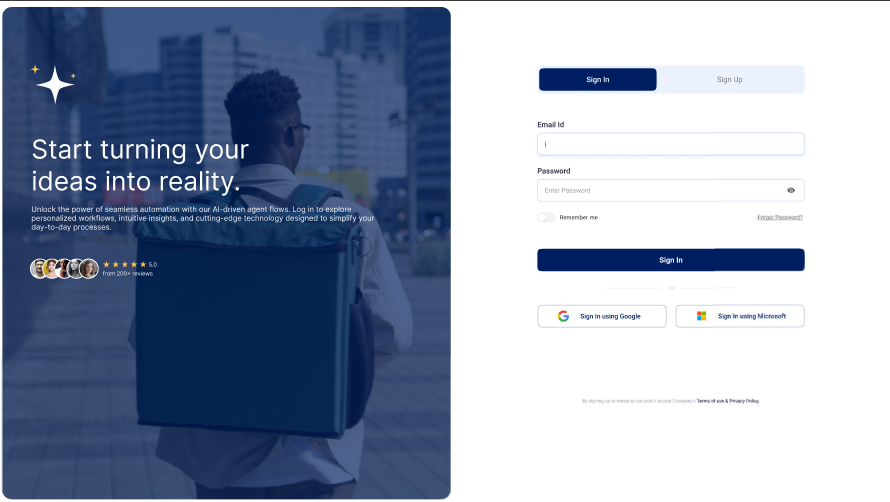 Start turning your
ideas into reality.
Unlock the power of seamless automation with our AI-driven agent flows. Log in to explore
personalized workflows, intuitive insights, and cutting-edge technology designed to simplify your
day-to-day processes.
5.0
from 200+ reviews
Sign In
Sign Up
Email Id
Password
Enter Password
Remember me
Forgot Password?
Sign In
OR
Sign In using Google
Sign In using Microsoft
By signing up to create an account I accept Company's Terms of use & Privacy Policy.